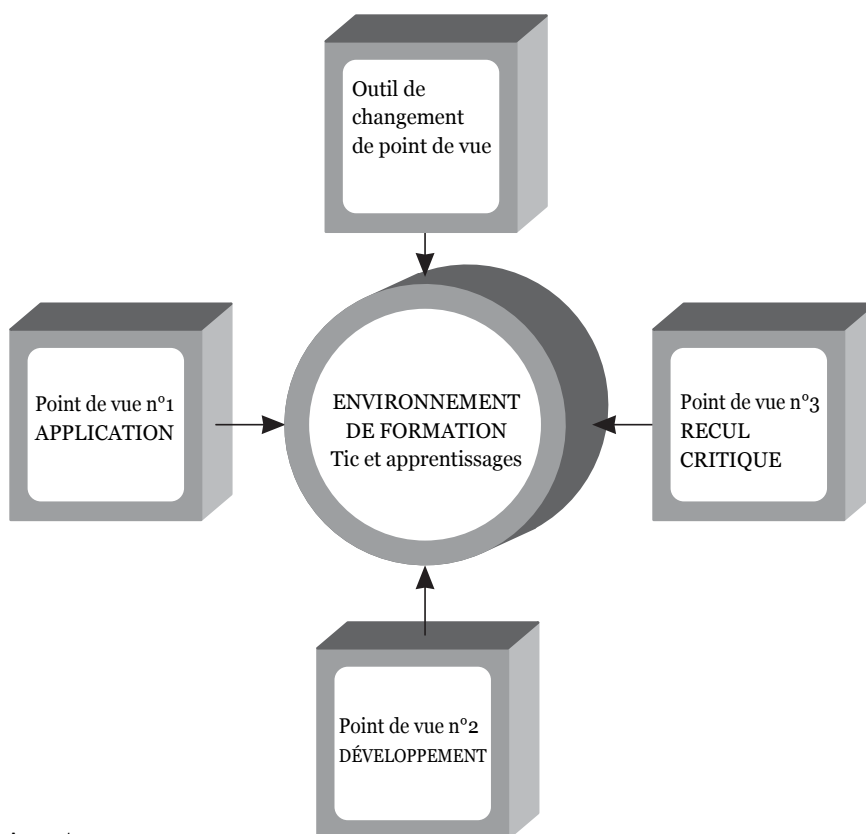 Outil de
changement
de point de vue
Point de vue n°1
APPLICATION
ENVIRONNEMENT
DE FORMATION
Tic et apprentissages
Point de vue n°3
RECUL
CRITIQUE
Point de vue n°2
DÉVELOPPEMENT